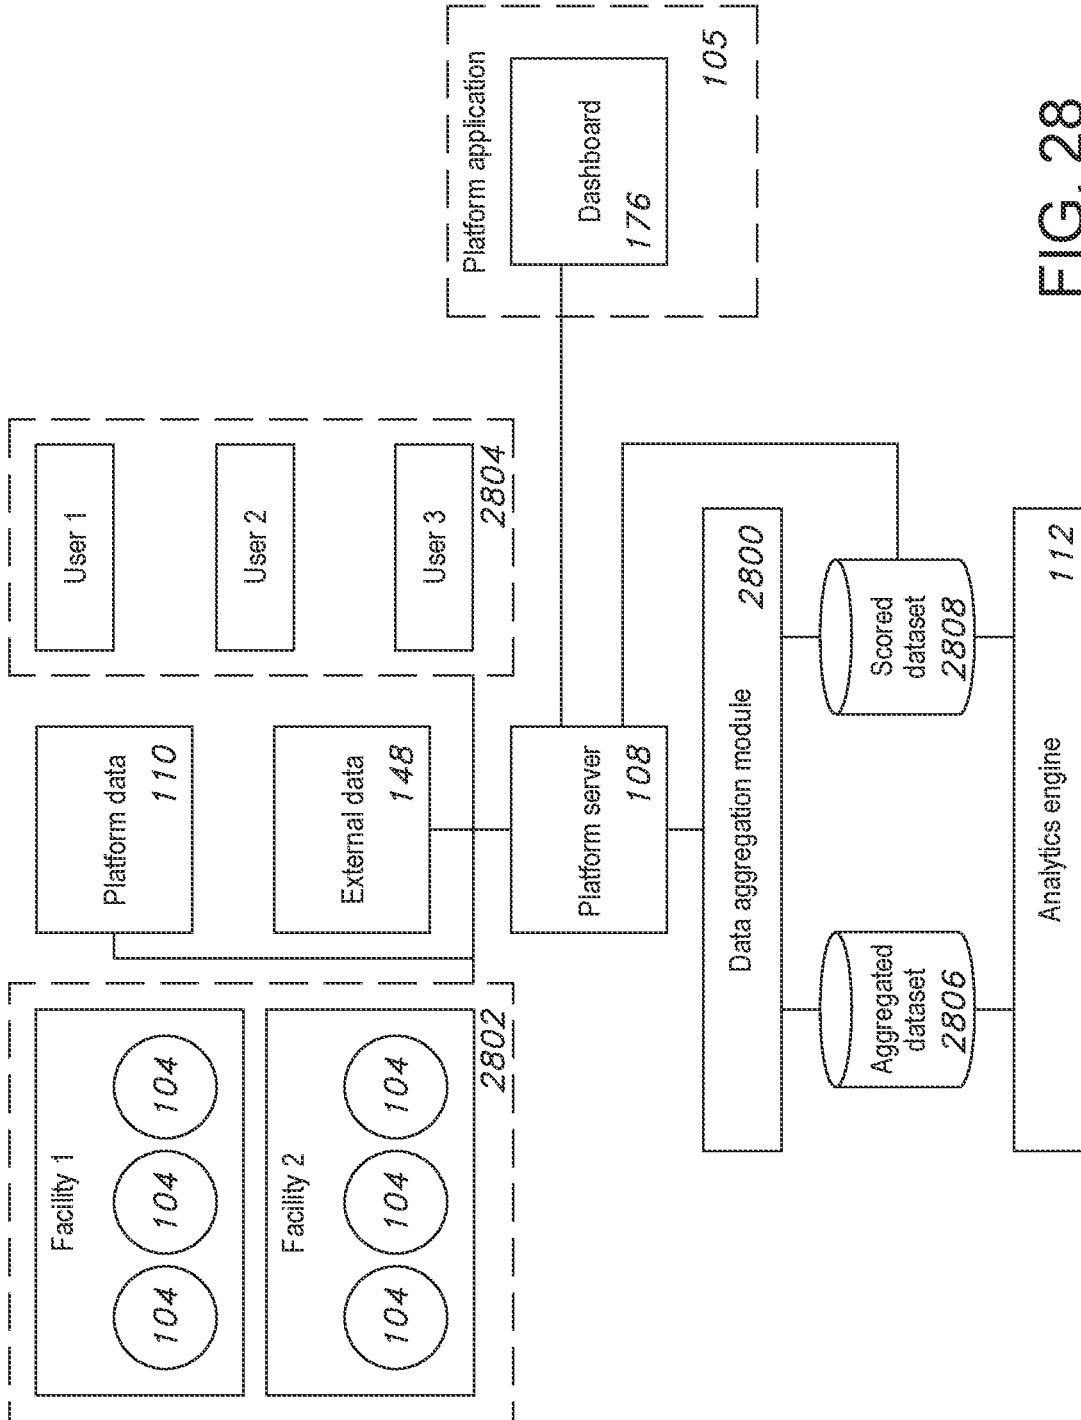 Facility 1
104
104
104
Facility 2
104
104
104
2802
Platform data
110
External data
148
User 1
User 2
User 3
2804
Platform server
108
Platform application
Dashboard
176
105
Data aggregation module
2800
Aggregated
dataset
2806
Scored
dataset
2808
Analytics engine
112
FIG. 28